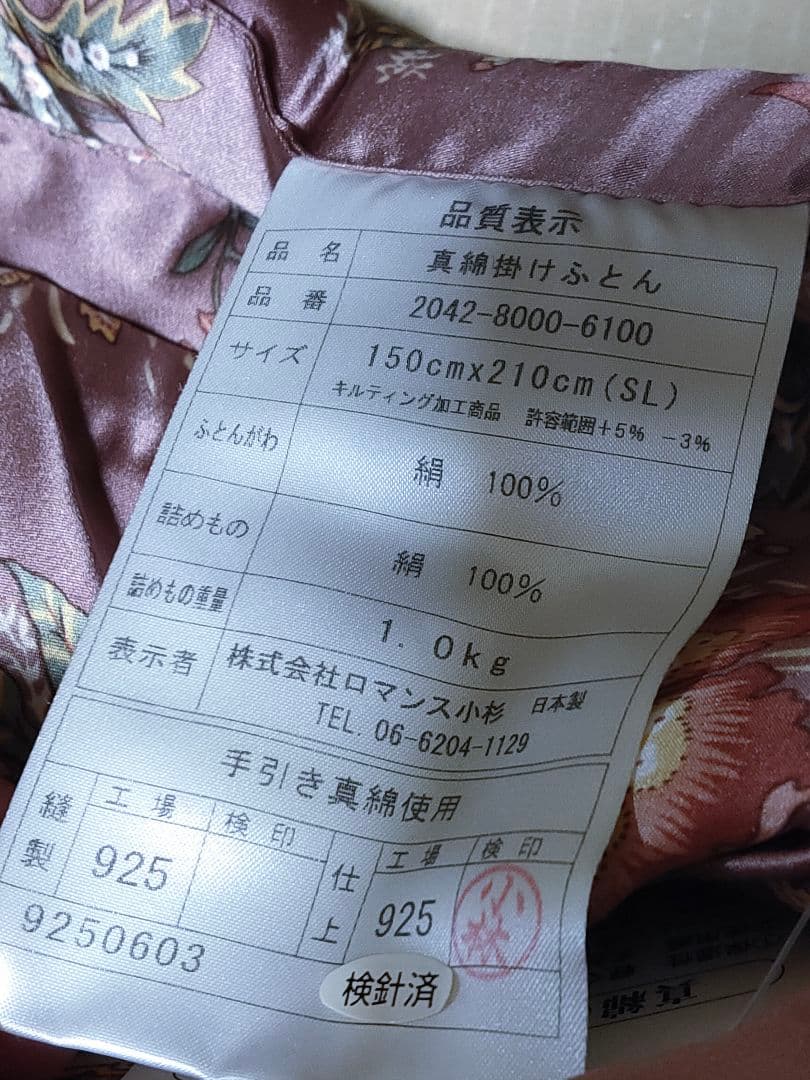 品質表示
品名 真綿掛けふとん
品番 2042-8000-6100
サイズ 150cmx210cm(SL)
キルティング加工商品 許容範囲+5% -3%
ふとんがわ 絹 100%
詰めもの 絹 100%
詰めもの重量 1.0kg
表示者 株式会社ロマンス小杉 日本製
TEL. 06-6204-1129
手引き真綿使用
縫製 工場 検印 仕上 工場 検印
925 925 小林
9250603
検針済
真綿